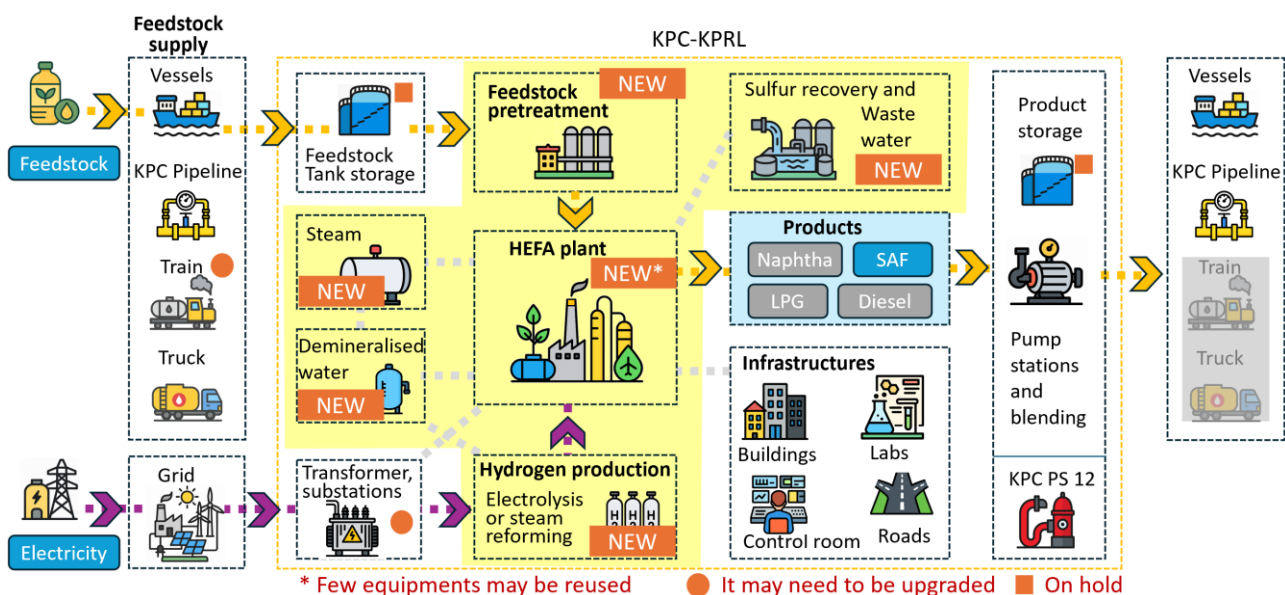 Feedstock
supply
KPC-KPRL
Vessels
Feedstock
KPC Pipeline
Train
Truck
Feedstock
Tank storage
Feedstock
pretreatment
NEW
Sulfur recovery and
Waste
water
NEW
Steam
NEW
Demineralised
water
NEW
HEFA plant
NEW*
Products
Naphtha
SAF
LPG
Diesel
Product
storage
Pump
stations
and
blending
KPC PS 12
Vessels
KPC Pipeline
Train
Truck
Infrastructures
Buildings
Labs
Control room
Roads
Electricity
Grid
Transformer,
substations
Hydrogen production
Electrolysis
or steam
reforming
H2
NEW
* Few equipments may be reused
It may need to be upgraded
On hold